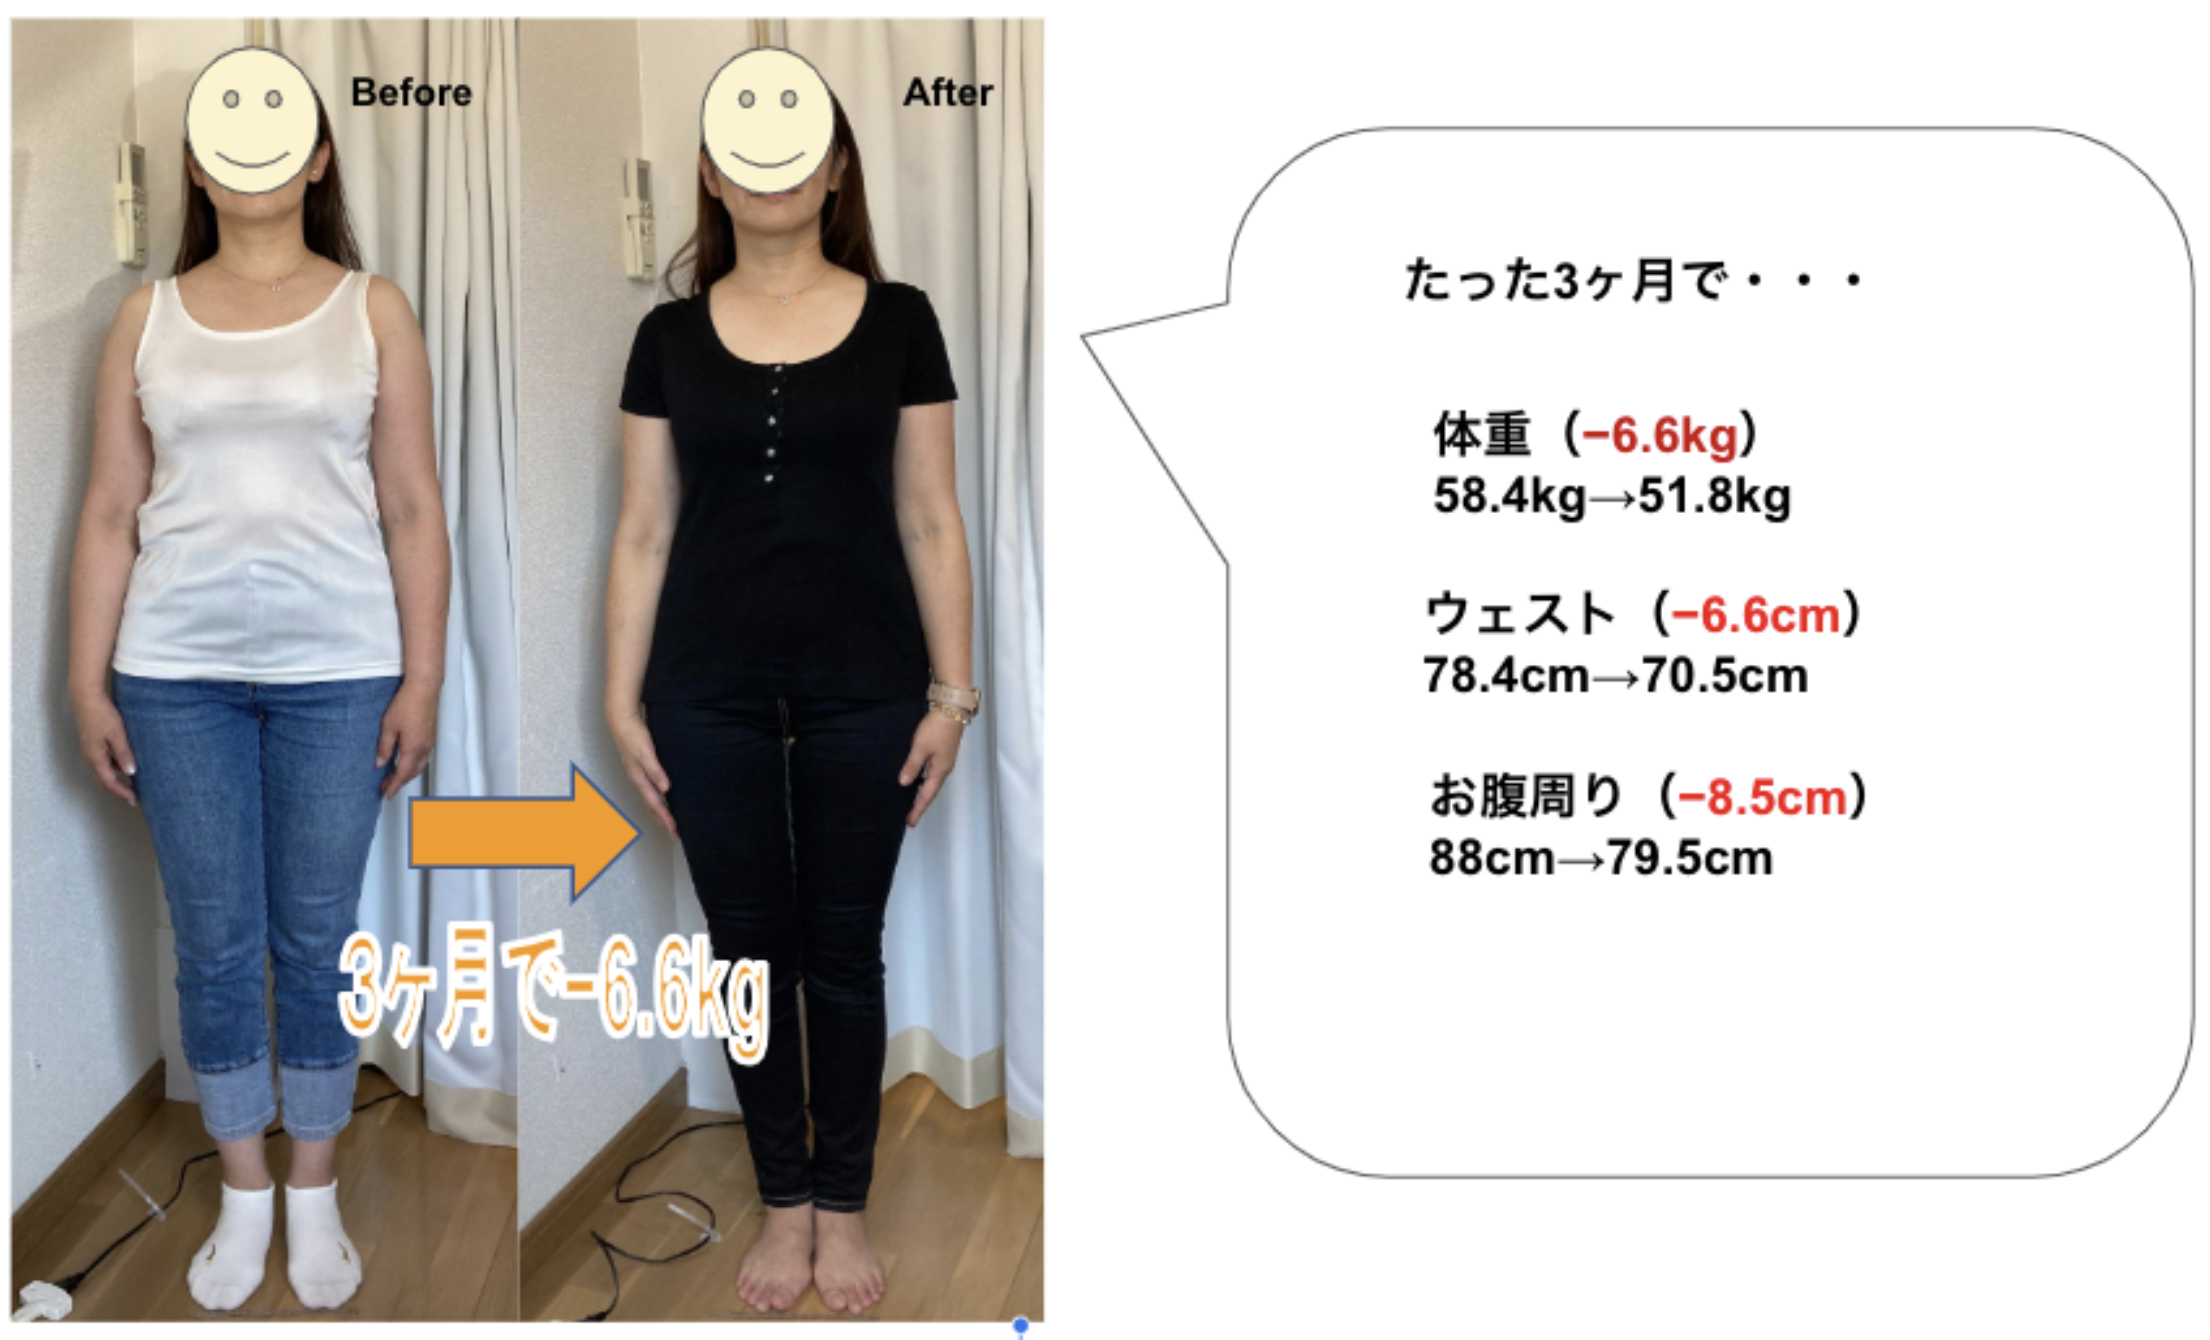 Before
After
3ヶ月で-6.6kg
たった3ヶ月で・・・
体重（−6.6kg）
58.4kg→51.8kg
ウェスト（−6.6cm）
78.4cm→70.5cm
お腹周り（−8.5cm）
88cm→79.5cm